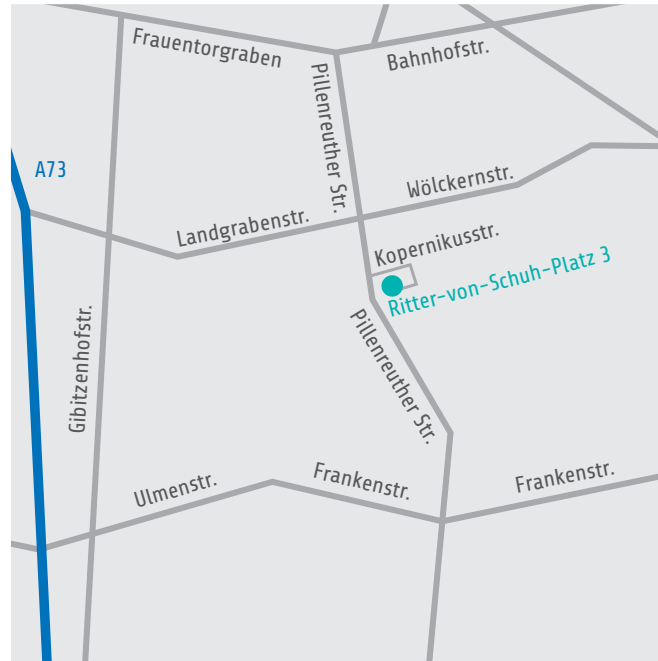 Frauentorgraben
Bahnhofstr.
Pillenreuther Str.
A73
Wölckernstr.
Landgrabenstr.
Kopernikusstr.
Ritter-von-Schuh-Platz 3
Gibitzenhofstr.
Pillenreuther Str.
Ulmenstr.
Frankenstr.
Frankenstr.